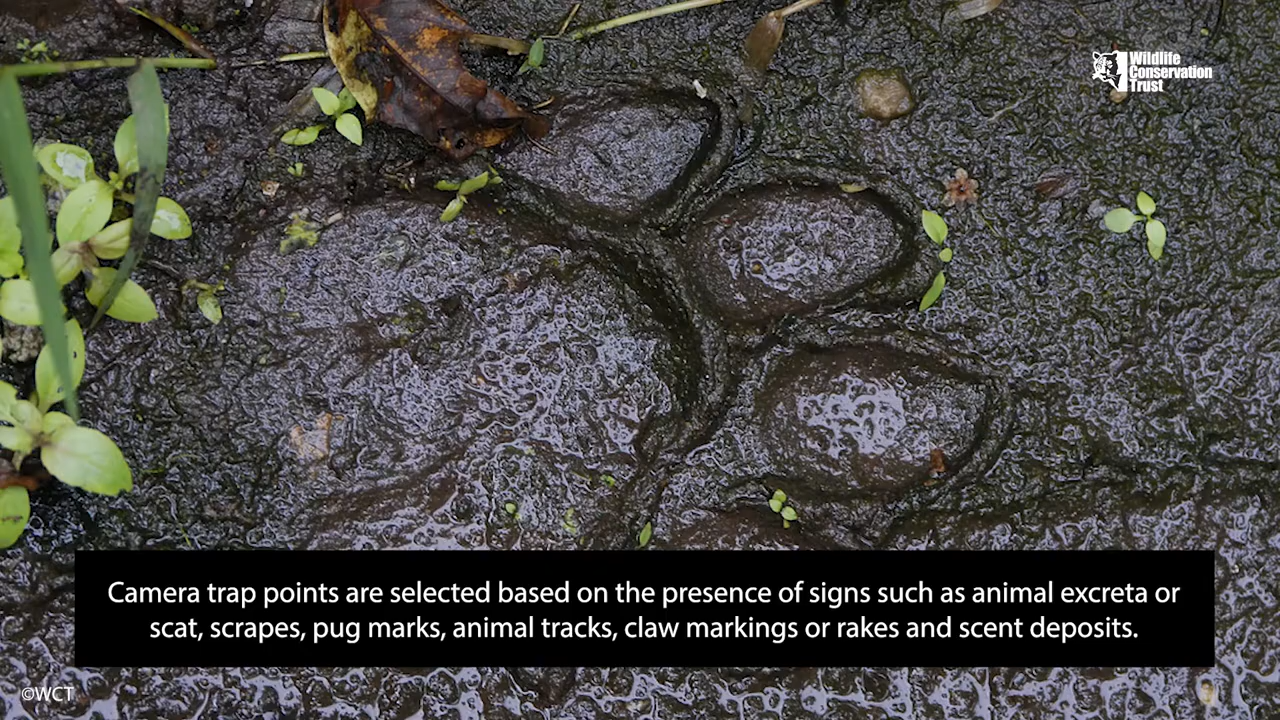 Wildlife
Conservation
Trust
Camera trap points are selected based on the presence of signs such as animal excreta or
scat, scrapes, pug marks, animal tracks, claw markings or rakes and scent deposits.
©WCT